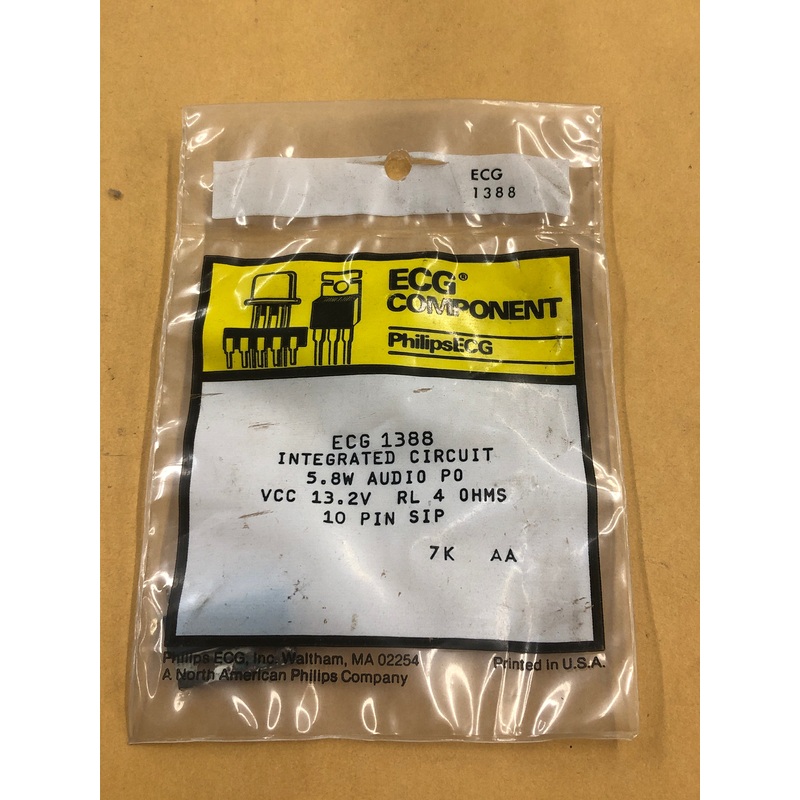 ECG
1388
ECG®
COMPONENT
PhilipsECG
ECG 1388
INTEGRATED CIRCUIT
5.8W AUDIO PO
VCC 13.2V RL 4 OHMS
10 PIN SIP
7K AA
Philips ECG, Inc. Waltham, MA 02254
A North American Philips Company
Printed in U.S.A.